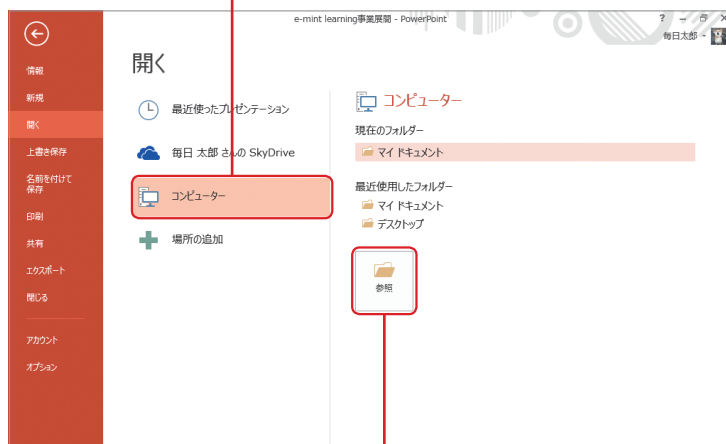 e-mint learning事業展開 - PowerPoint
?
毎日太郎
情報
新規
開く
上書き保存
名前を付けて
保存
印刷
共有
エクスポート
閉じる
アカウント
オプション
開く
最近使ったプレゼンテーション
毎日 太郎 さんの SkyDrive
コンピューター
場所の追加
コンピューター
現在のフォルダー
マイ ドキュメント
最近使用したフォルダー
マイ ドキュメント
デスクトップ
参照